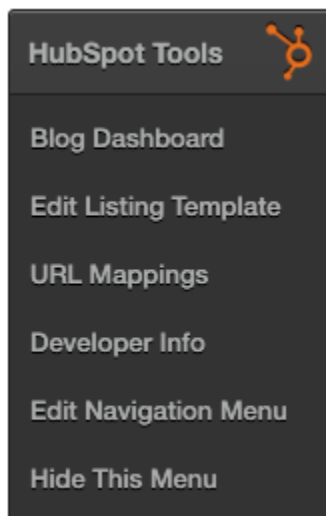 HubSpot Tools
Blog Dashboard
Edit Listing Template
URL Mappings
Developer Info
Edit Navigation Menu
Hide This Menu